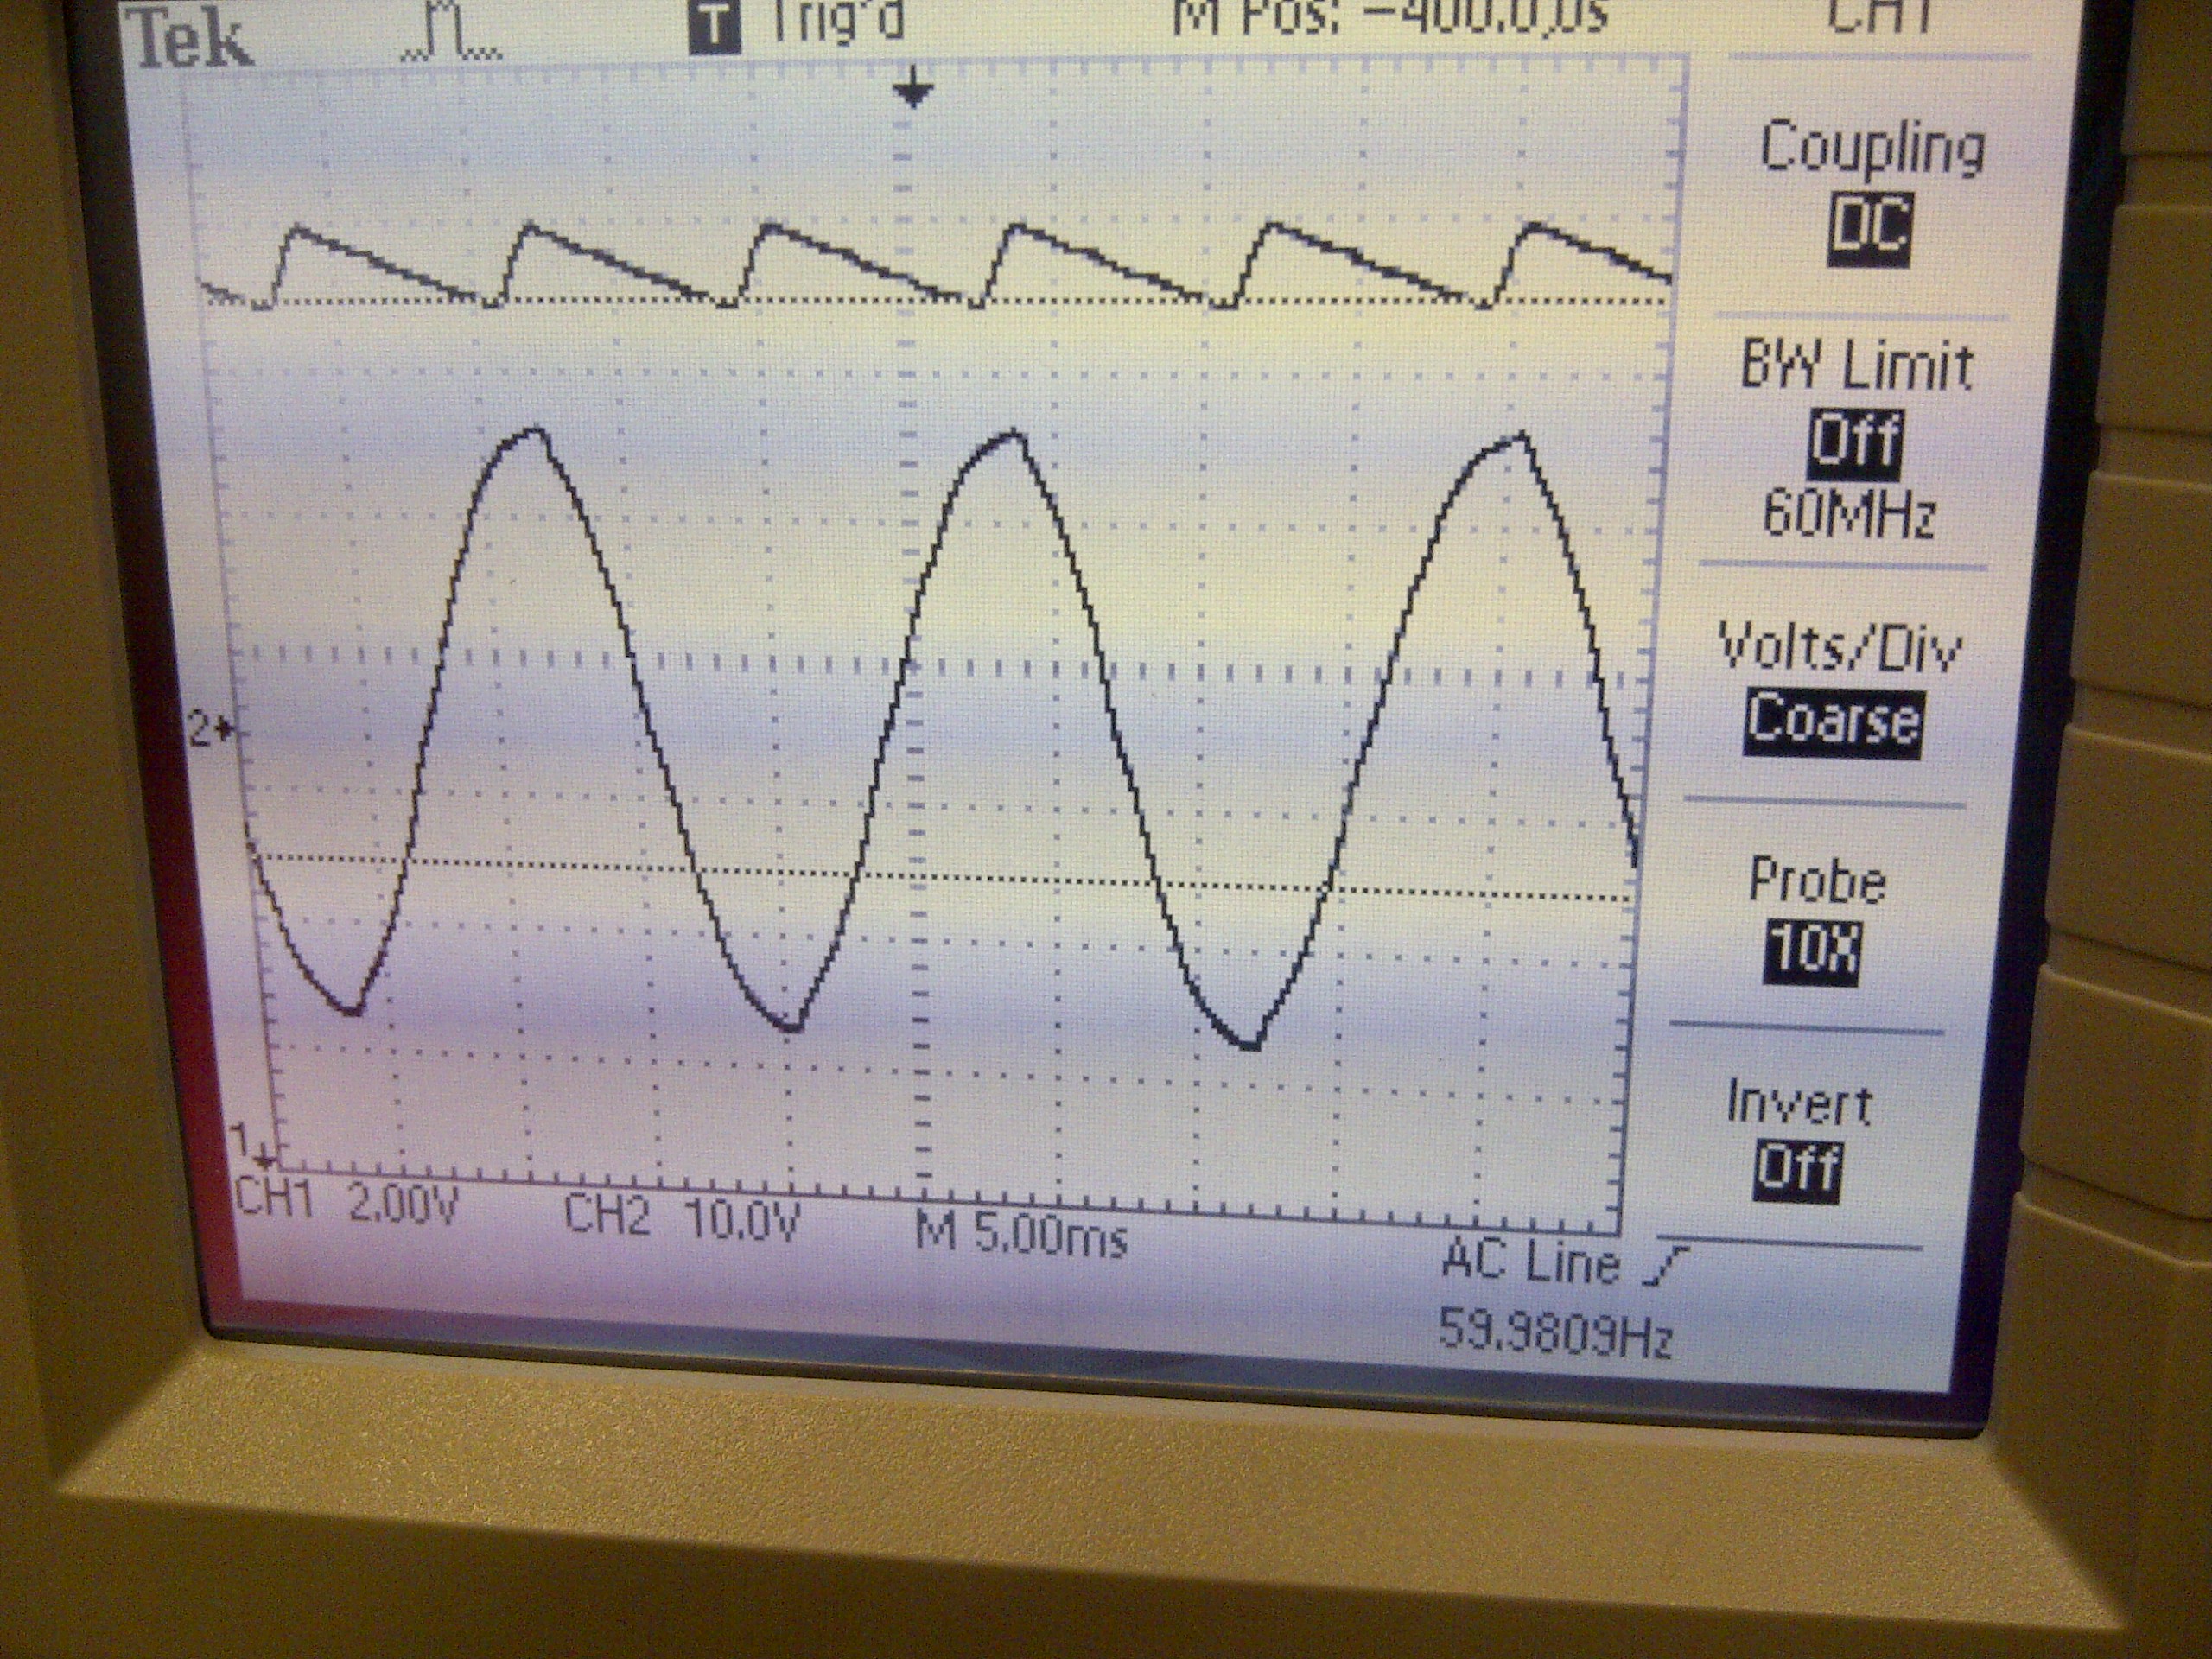 Tek T Trig'd M Pos: -400.0µs CH1
Coupling
DC
BW Limit
Off
60MHz
Volts/Div
Coarse
2
Probe
10X
Invert
Off
1
CH1 2.00V CH2 10.0V M 5.00ms
AC Line
59.9809Hz